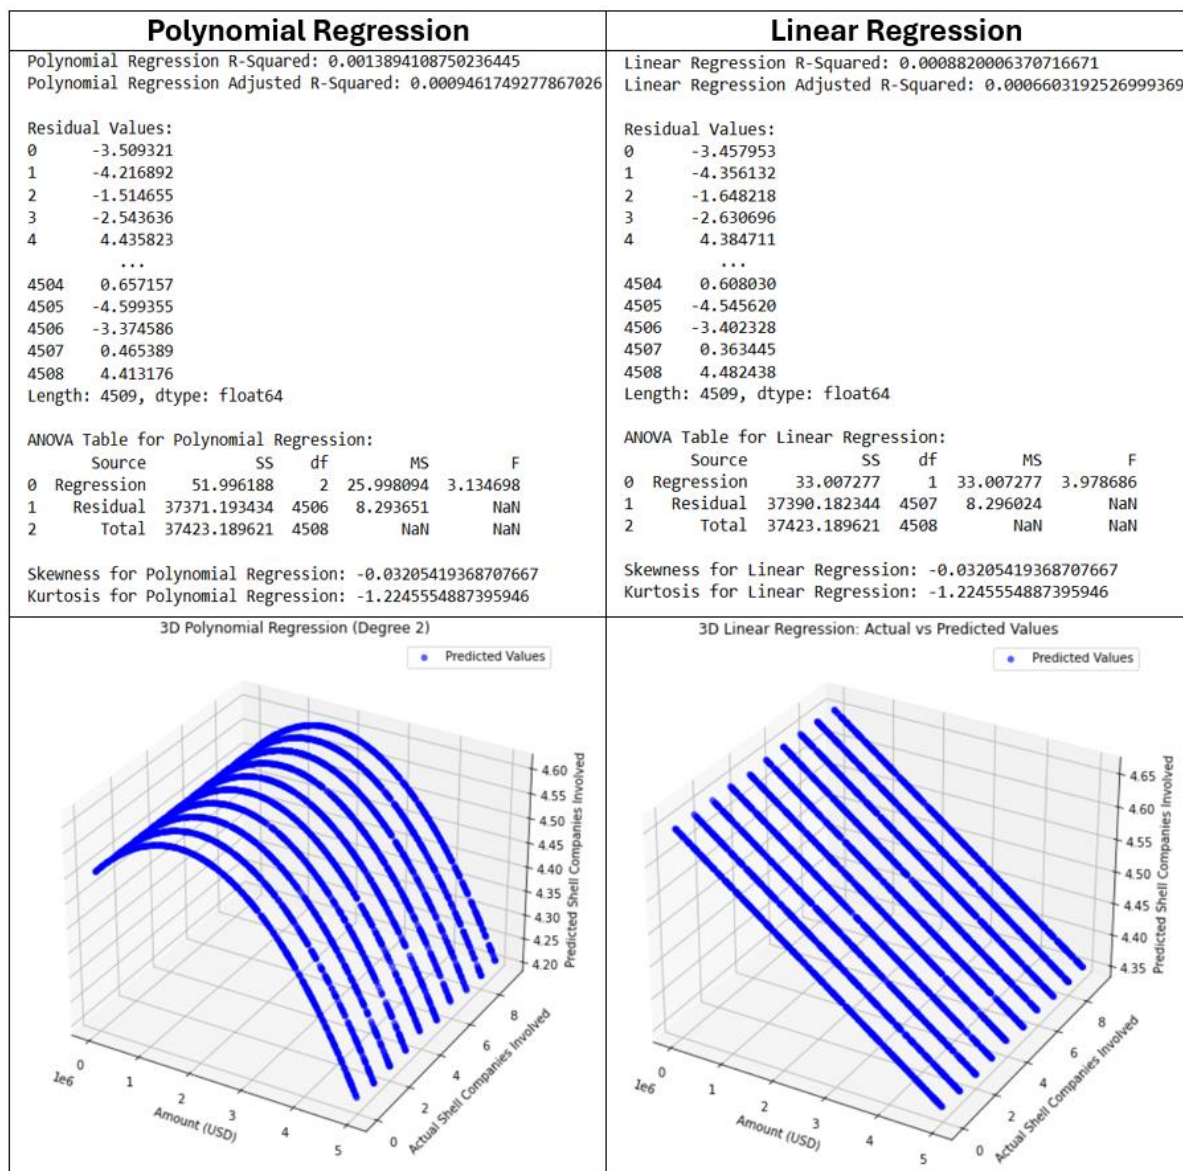 Polynomial Regression
Polynomial Regression R-Squared: 0.0013894108750236445
Polynomial Regression Adjusted R-Squared: 0.0009461749277867026
Residual Values:
0 -3.509321
1 -4.216892
2 -1.514655
3 -2.543636
4 4.435823
...
4504 0.657157
4505 -4.599355
4506 -3.374586
4507 0.465389
4508 4.413176
Length: 4509, dtype: float64
ANOVA Table for Polynomial Regression:
Source SS df MS F
0 Regression 51.996188 2 25.998094 3.134698
1 Residual 37371.193434 4506 8.293651 NaN
2 Total 37423.189621 4508 NaN NaN
Skewness for Polynomial Regression: -0.03205419368707667
Kurtosis for Polynomial Regression: -1.2245554887395946
Linear Regression
Linear Regression R-Squared: 0.0008820006370716671
Linear Regression Adjusted R-Squared: 0.0006603192526999369
Residual Values:
0 -3.457953
1 -4.356132
2 -1.648218
3 -2.630696
4 4.384711
...
4504 0.608030
4505 -4.545620
4506 -3.402328
4507 0.363445
4508 4.482438
Length: 4509, dtype: float64
ANOVA Table for Linear Regression:
Source SS df MS F
0 Regression 33.007277 1 33.007277 3.978686
1 Residual 37390.182344 4507 8.296024 NaN
2 Total 37423.189621 4508 NaN NaN
Skewness for Linear Regression: -0.03205419368707667
Kurtosis for Linear Regression: -1.2245554887395946
3D Polynomial Regression (Degree 2)
Predicted Values
4.60
4.55
4.50
4.45
4.40
4.35
4.30
4.25
4.20
Predicted Shell Companies Involved
8
6
4
2
0
Actual Shell Companies Involved
0
1
2
3
4
5
1e6
Amount (USD)
3D Linear Regression: Actual vs Predicted Values
Predicted Values
4.65
4.60
4.55
4.50
4.45
4.40
4.35
Predicted Shell Companies Involved
8
6
4
2
0
Actual Shell Companies Involved
0
1
2
3
4
5
1e6
Amount (USD)